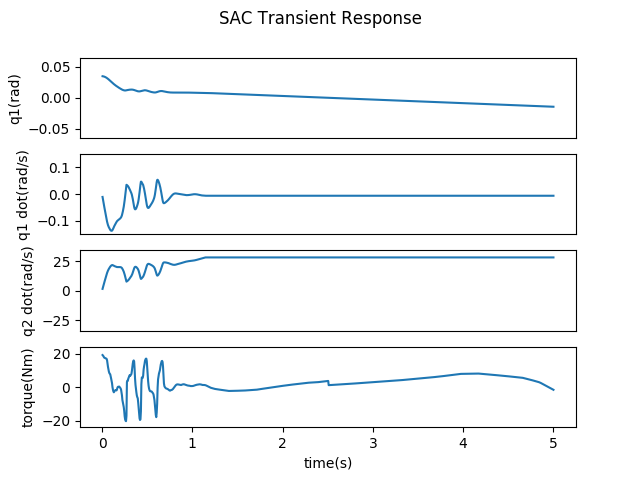 SAC Transient Response
q1(rad)
0.05
0.00
−0.05
q1 dot(rad/s)
0.1
0.0
−0.1
q2 dot(rad/s)
25
0
−25
torque(Nm)
20
0
−20
0 1 2 3 4 5
time(s)